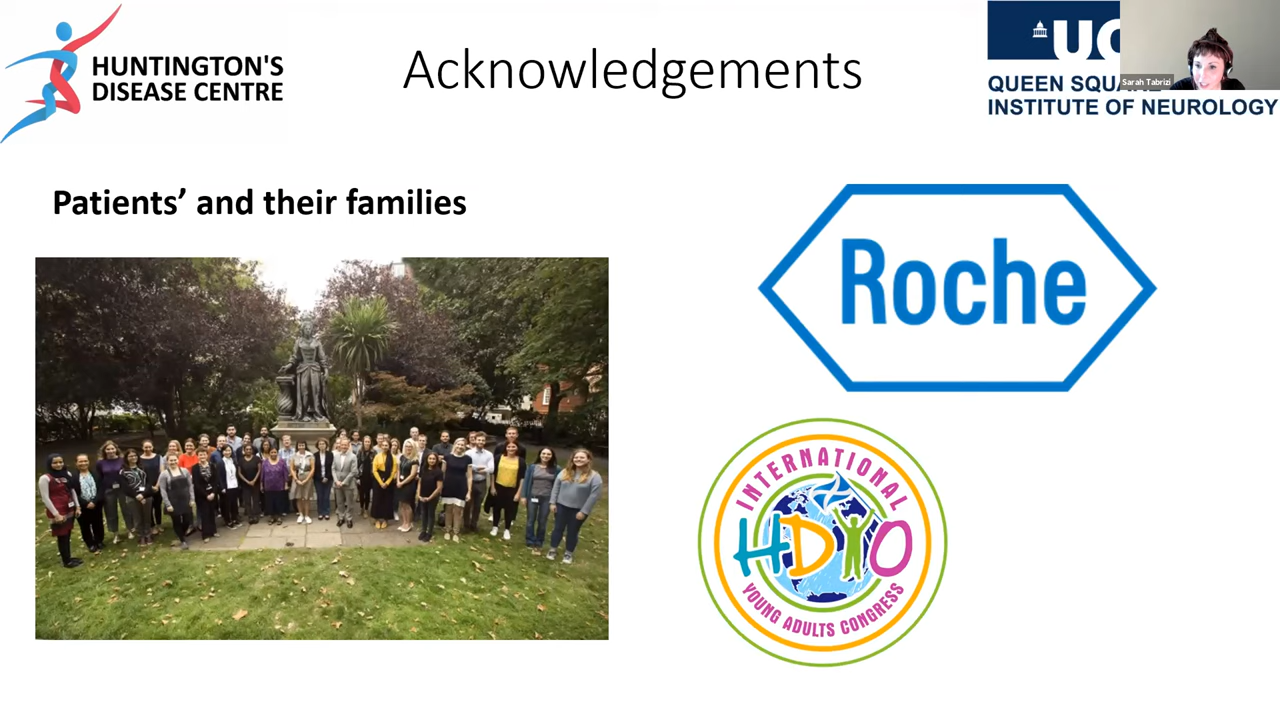 HUNTINGTON'S
DISEASE CENTRE
Acknowledgements
UC
QUEEN SQUARE
INSTITUTE OF NEUROLOGY
Sarah Tabrizi
Patients’ and their families
Roche
INTERNATIONAL
HDYO
YOUNG ADULTS CONGRESS